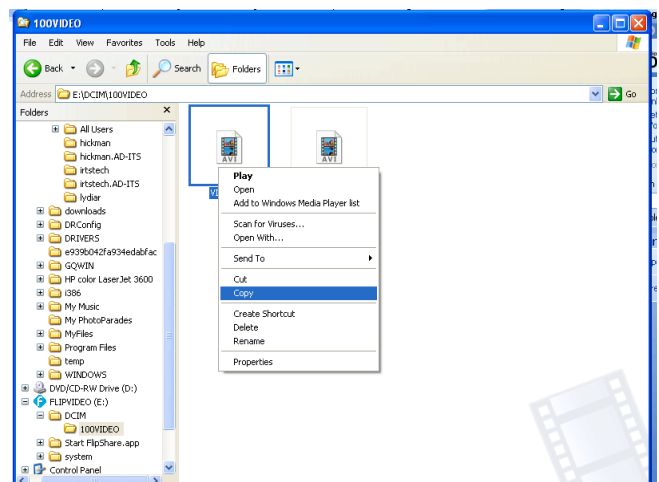 100VIDEO
File Edit View Favorites Tools Help
Back Search Folders
Address E:\DCIM\100VIDEO Go
Folders
All Users
hickman
hickman.AD-ITS
irtstech
irtstech.AD-ITS
lydiar
downloads
DRConfig
DRIVERS
e939b042fa934edabfac
GQWIN
HP color LaserJet 3600
i386
My Music
My PhotoParades
MyFiles
Program Files
temp
WINDOWS
DVD/CD-RW Drive (D:)
FLIPVIDEO (E:)
DCIM
100VIDEO
Start FlipShare.app
system
Control Panel
AVI
AVI
Play
Open
Add to Windows Media Player list
Scan for Viruses...
Open With...
Send To
Cut
Copy
Create Shortcut
Delete
Rename
Properties